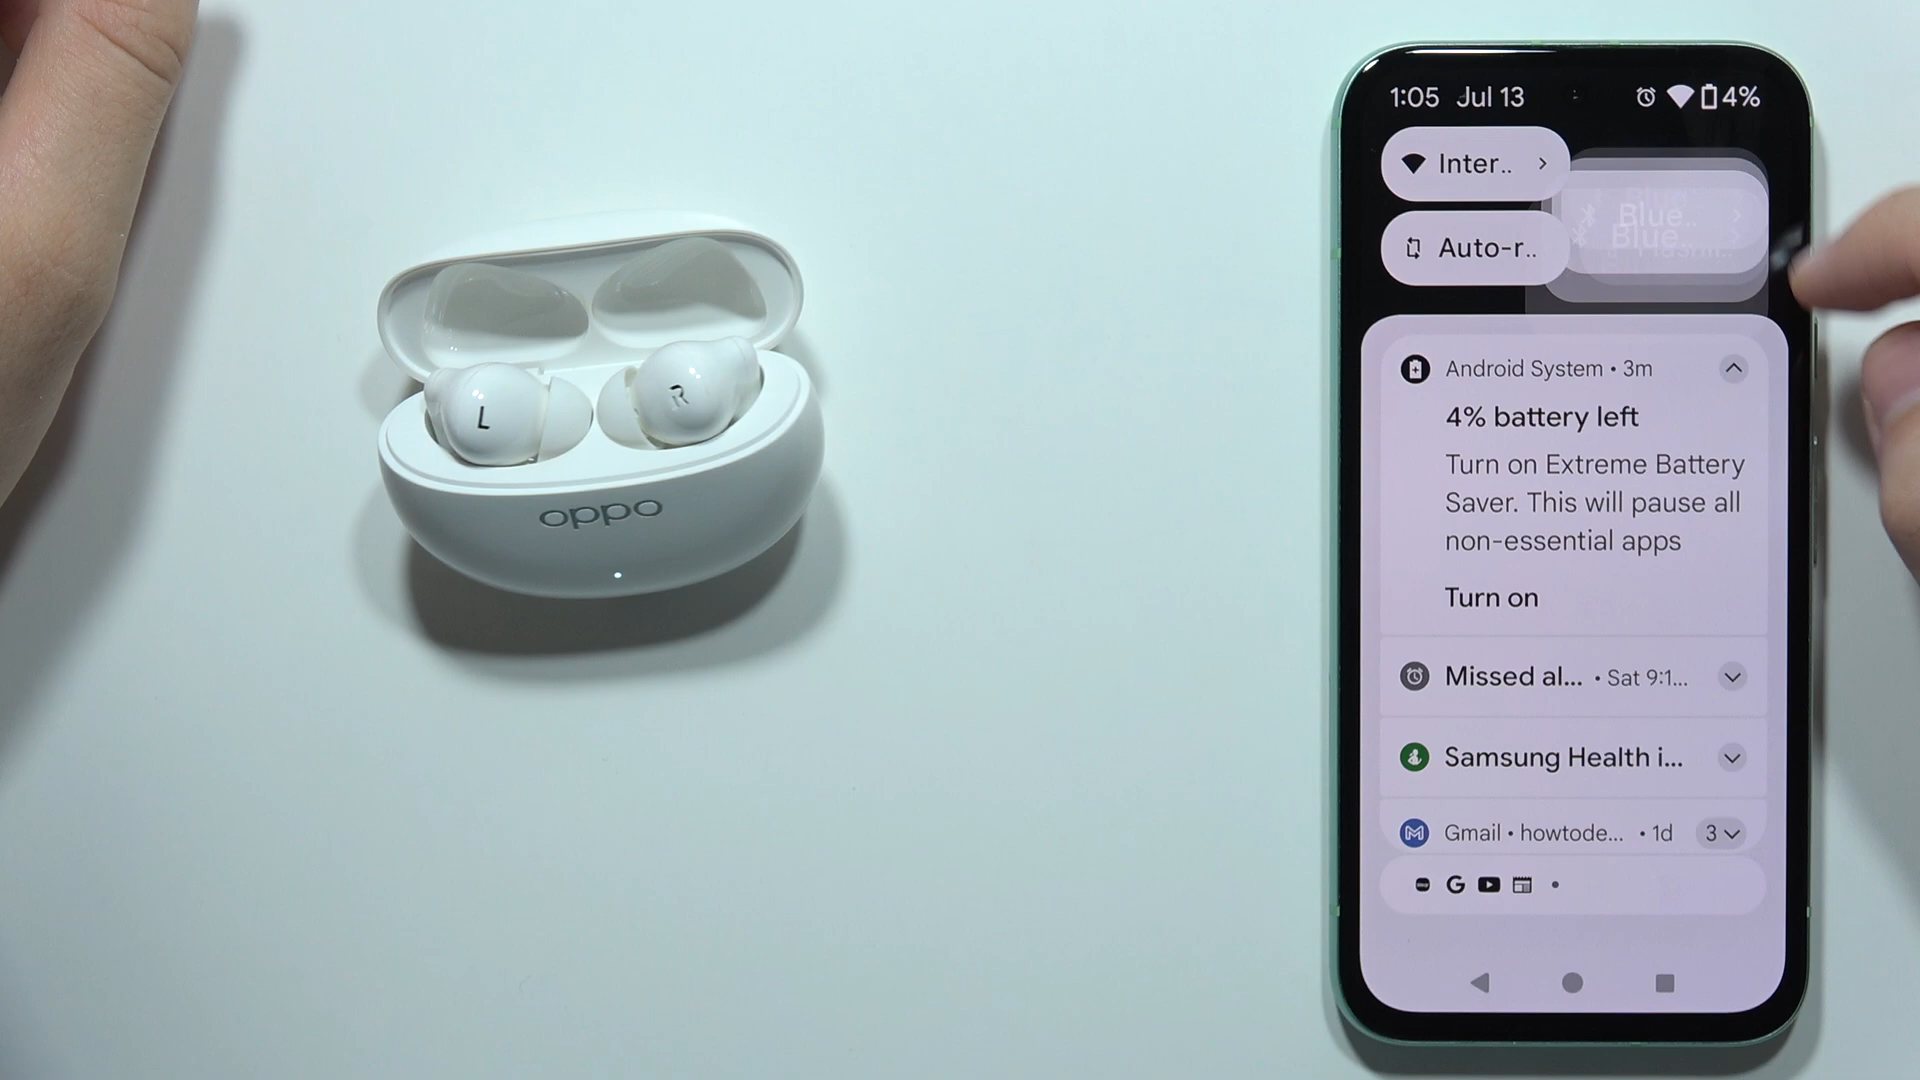 1:05 Jul 13
4%
Inter..
Blue..
Blue..
Auto-r..
Android System • 3m
4% battery left
Turn on Extreme Battery
Saver. This will pause all
non-essential apps
Turn on
Missed al... • Sat 9:1...
Samsung Health i...
Gmail • howtode... • 1d 3
L
R
oppo